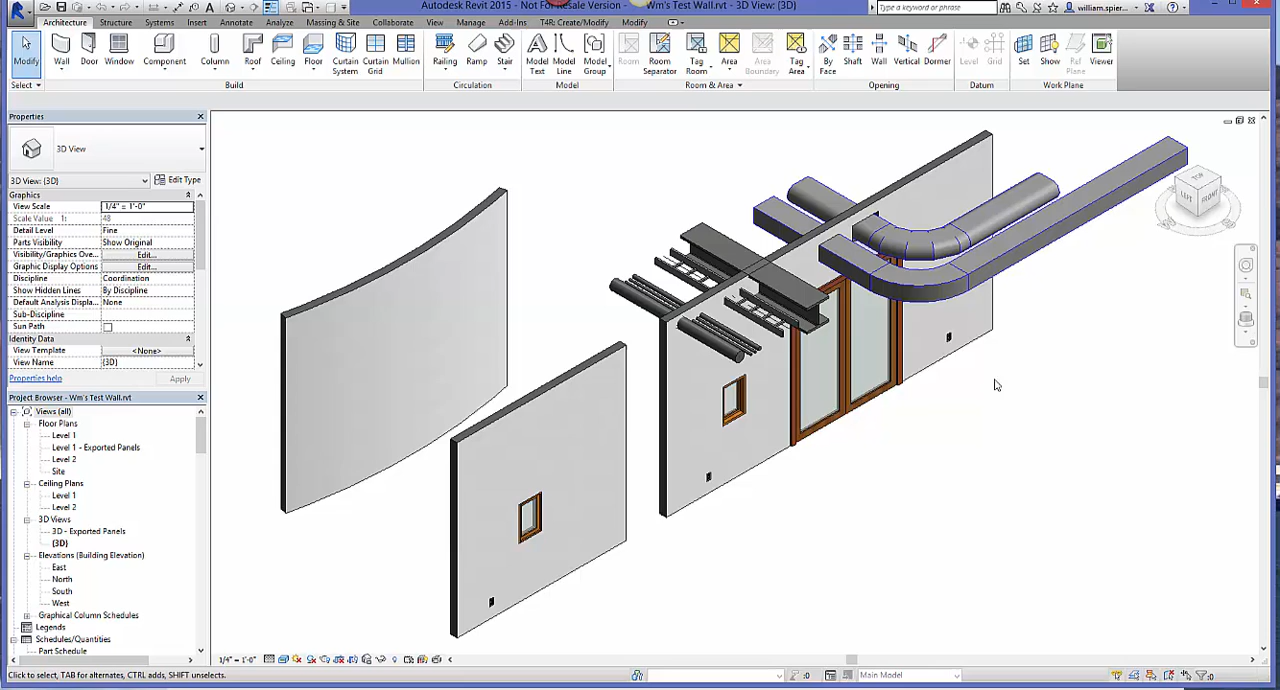 Autodesk Revit 2015 - Not For Resale Version - Wm's Test Wall.rvt - 3D View: {3D}
Type a keyword or phrase
william.spier...
Architecture Structure Systems Insert Annotate Analyze Massing & Site Collaborate View Manage Add-Ins T4R: Create/Modify Modify
Modify Wall Door Window Component Column Roof Ceiling Floor Curtain System Curtain Grid Mullion Railing Ramp Stair Model Text Model Line Model Group Room Room Separator Tag Room Area Area Boundary Tag Area By Face Shaft Wall Vertical Dormer Level Grid Set Show Ref Plane Viewer
Select Build Circulation Model Room & Area Opening Datum Work Plane
Properties
3D View
3D View: {3D} Edit Type
Graphics
View Scale 1/4" = 1'-0"
Scale Value 1: 48
Detail Level Fine
Parts Visibility Show Original
Visibility/Graphics Ove... Edit...
Graphic Display Options Edit...
Discipline Coordination
Show Hidden Lines By Discipline
Default Analysis Displa... None
Sub-Discipline
Sun Path
Identity Data
View Template <None>
View Name {3D}
Properties help Apply
Project Browser - Wm's Test Wall.rvt
Views (all)
Floor Plans
Level 1
Level 1 - Exported Panels
Level 2
Site
Ceiling Plans
Level 1
Level 2
3D Views
3D - Exported Panels
{3D}
Elevations (Building Elevation)
East
North
South
West
Graphical Column Schedules
Legends
Schedules/Quantities
Part Schedule
TOP
LEFT FRONT
1/4" = 1'-0"
Click to select, TAB for alternates, CTRL adds, SHIFT unselects.
:0 Main Model :0